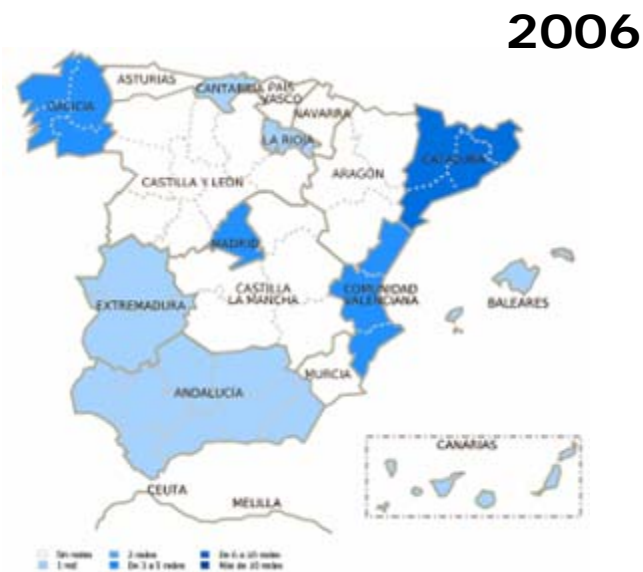 2006
ASTURIAS
CANTABRIA
PAÍS
VASCO
GALICIA
NAVARRA
LA RIOJA
CATALUÑA
ARAGÓN
CASTILLA Y LEÓN
MADRID
CASTILLA
LA MANCHA
COMUNIDAD
VALENCIANA
BALEARES
EXTREMADURA
MURCIA
ANDALUCÍA
CANARIAS
CEUTA
MELILLA
Sin redes
2 redes
De 6 a 10 redes
1 red
De 3 a 5 redes
Más de 10 redes